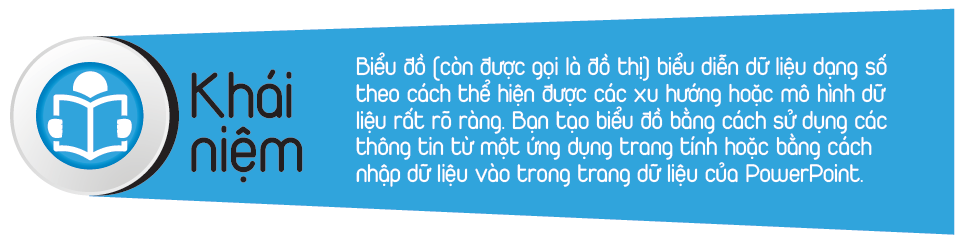 Khái
niệm
Biểu đồ (còn được gọi là đồ thị) biểu diễn dữ liệu dạng số
theo cách thể hiện được các xu hướng hoặc mô hình dữ
liệu rất rõ ràng. Bạn tạo biểu đồ bằng cách sử dụng các
thông tin từ một ứng dụng trang tính hoặc bằng cách
nhập dữ liệu vào trong trang dữ liệu của PowerPoint.